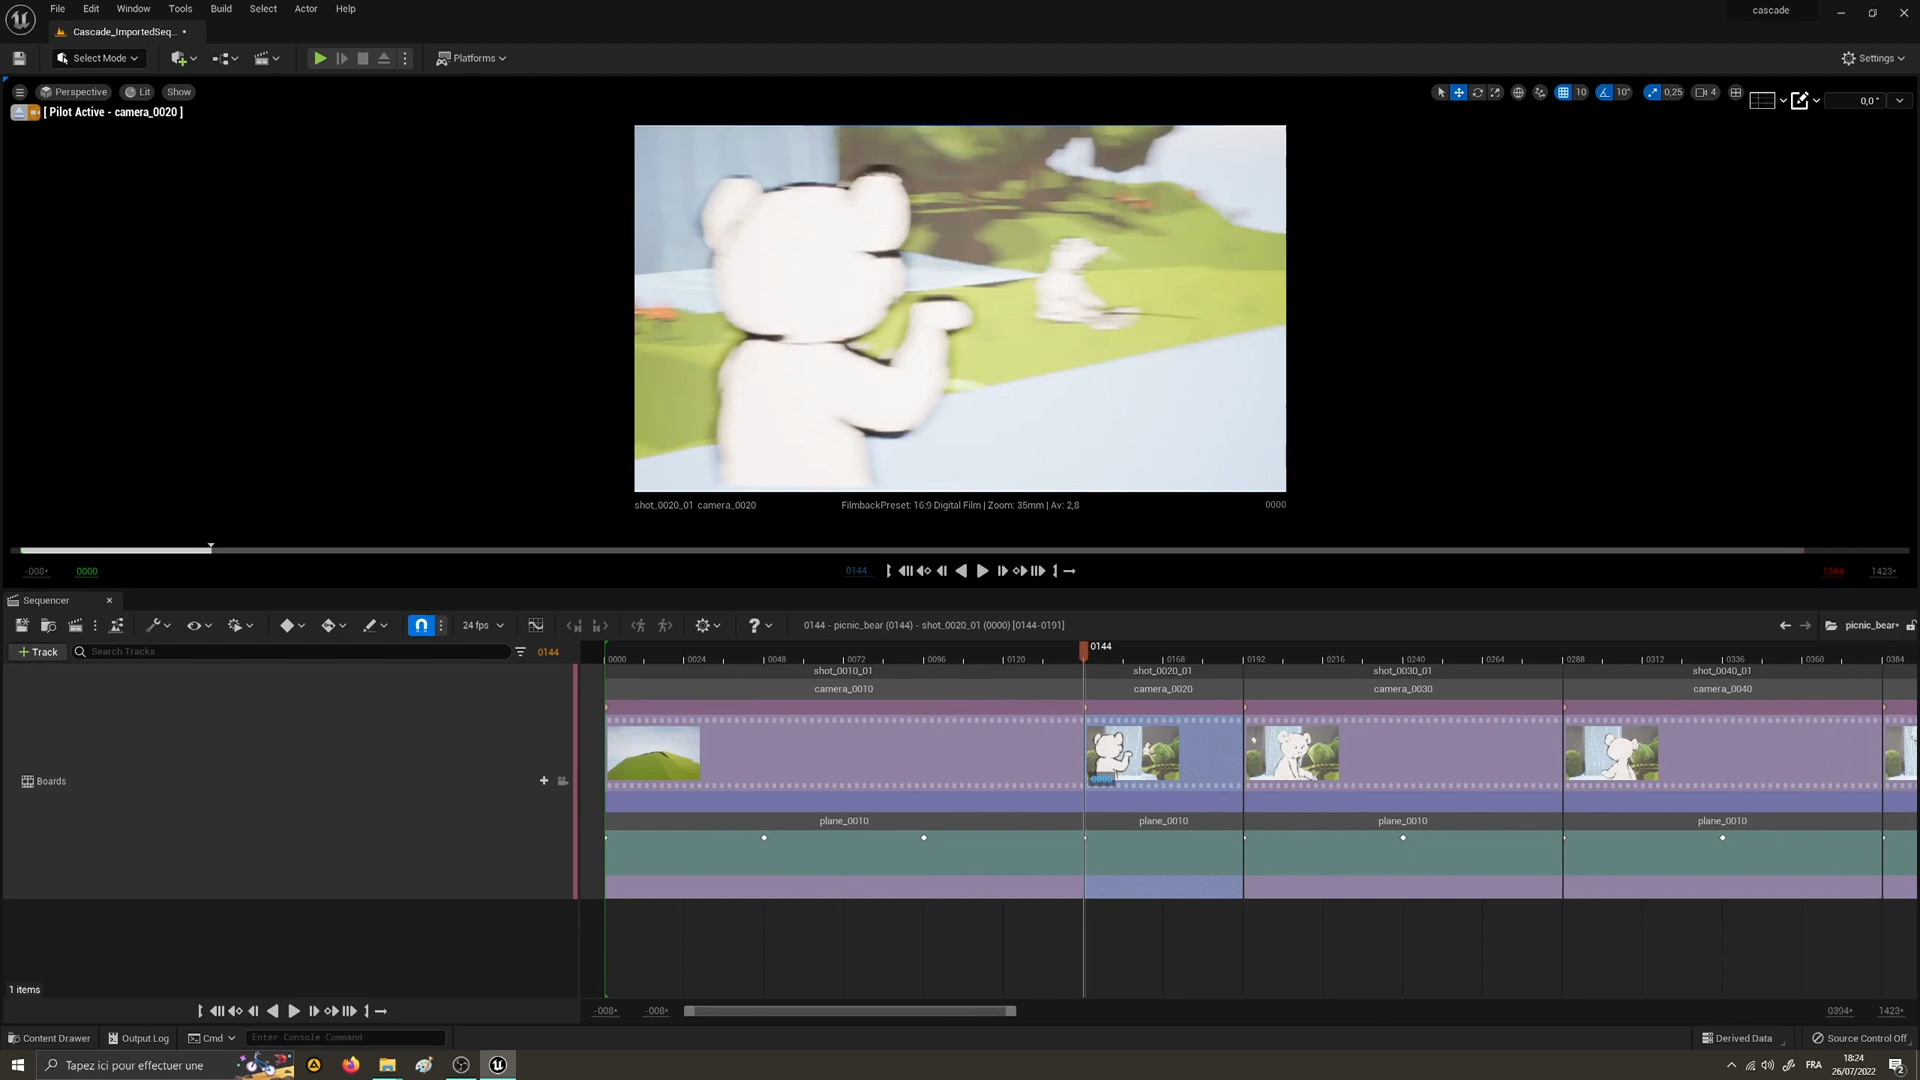 File Edit Window Tools Build Select Actor Help
cascade
Cascade_ImportedSeq... •
Select Mode
Platforms
Settings
Perspective Lit Show
10 10° 0,25 4
0,0 °
[ Pilot Active - camera_0020 ]
shot_0020_01 camera_0020 FilmbackPreset: 16:9 Digital Film | Zoom: 35mm | Av: 2,8 0000
-008+ 0000 0144 1344 1423+
Sequencer
24 fps
0144 - picnic_bear (0144) - shot_0020_01 (0000) [0144-0191]
picnic_bear*
+ Track Search Tracks 0144
0144
0000 0024 0048 0072 0096 0120 0168 0192 0216 0240 0264 0288 0312 0336 0360 0384
shot_0010_01 shot_0020_01 shot_0030_01 shot_0040_01
camera_0010 camera_0020 camera_0030 camera_0040
Boards
0000
plane_0010 plane_0010 plane_0010 plane_0010
1 items
-008+ -008+ 0394+ 1423+
Content Drawer Output Log Cmd Enter Console Command Derived Data Source Control Off
Tapez ici pour effectuer une
FRA
18:24
26/07/2022
2